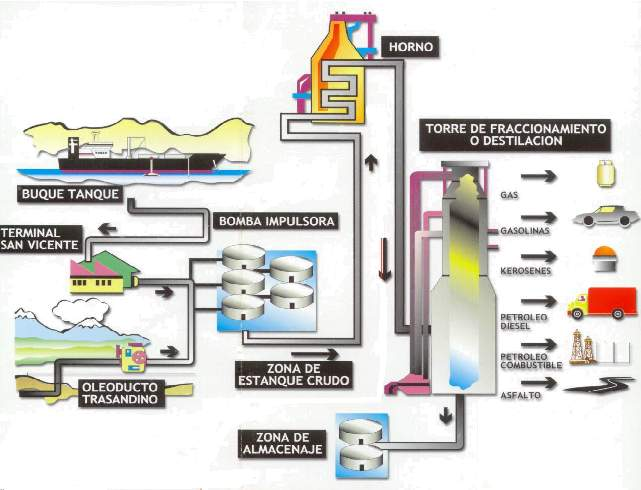 HORNO
TORRE DE FRACCIONAMIENTO
O DESTILACION
BUQUE TANQUE
BOMBA IMPULSORA
TERMINAL
SAN VICENTE
GAS
GASOLINAS
KEROSENES
PETROLEO
DIESEL
PETROLEO
COMBUSTIBLE
ASFALTO
ZONA DE
ESTANQUE CRUDO
OLEODUCTO
TRASANDINO
ZONA DE
ALMACENAJE